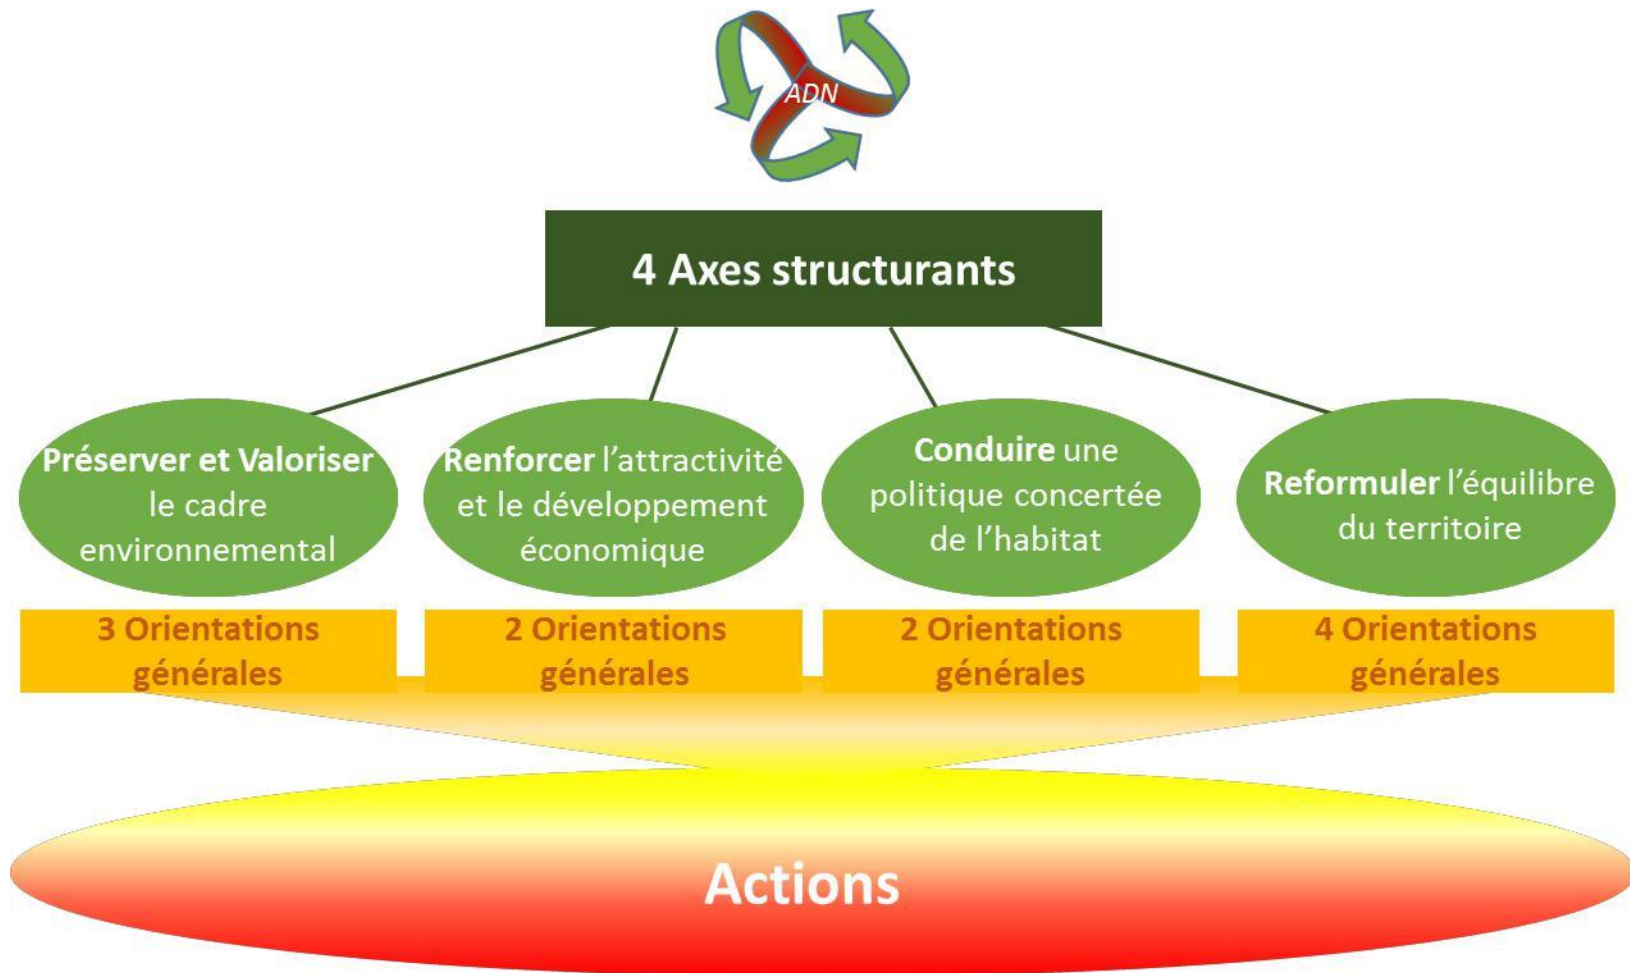 ADN
4 Axes structurants
Préserver et Valoriser
le cadre
environnemental
Renforcer l’attractivité
et le développement
économique
Conduire une
politique concertée
de l’habitat
Reformuler l’équilibre
du territoire
3 Orientations
générales
2 Orientations
générales
2 Orientations
générales
4 Orientations
générales
Actions